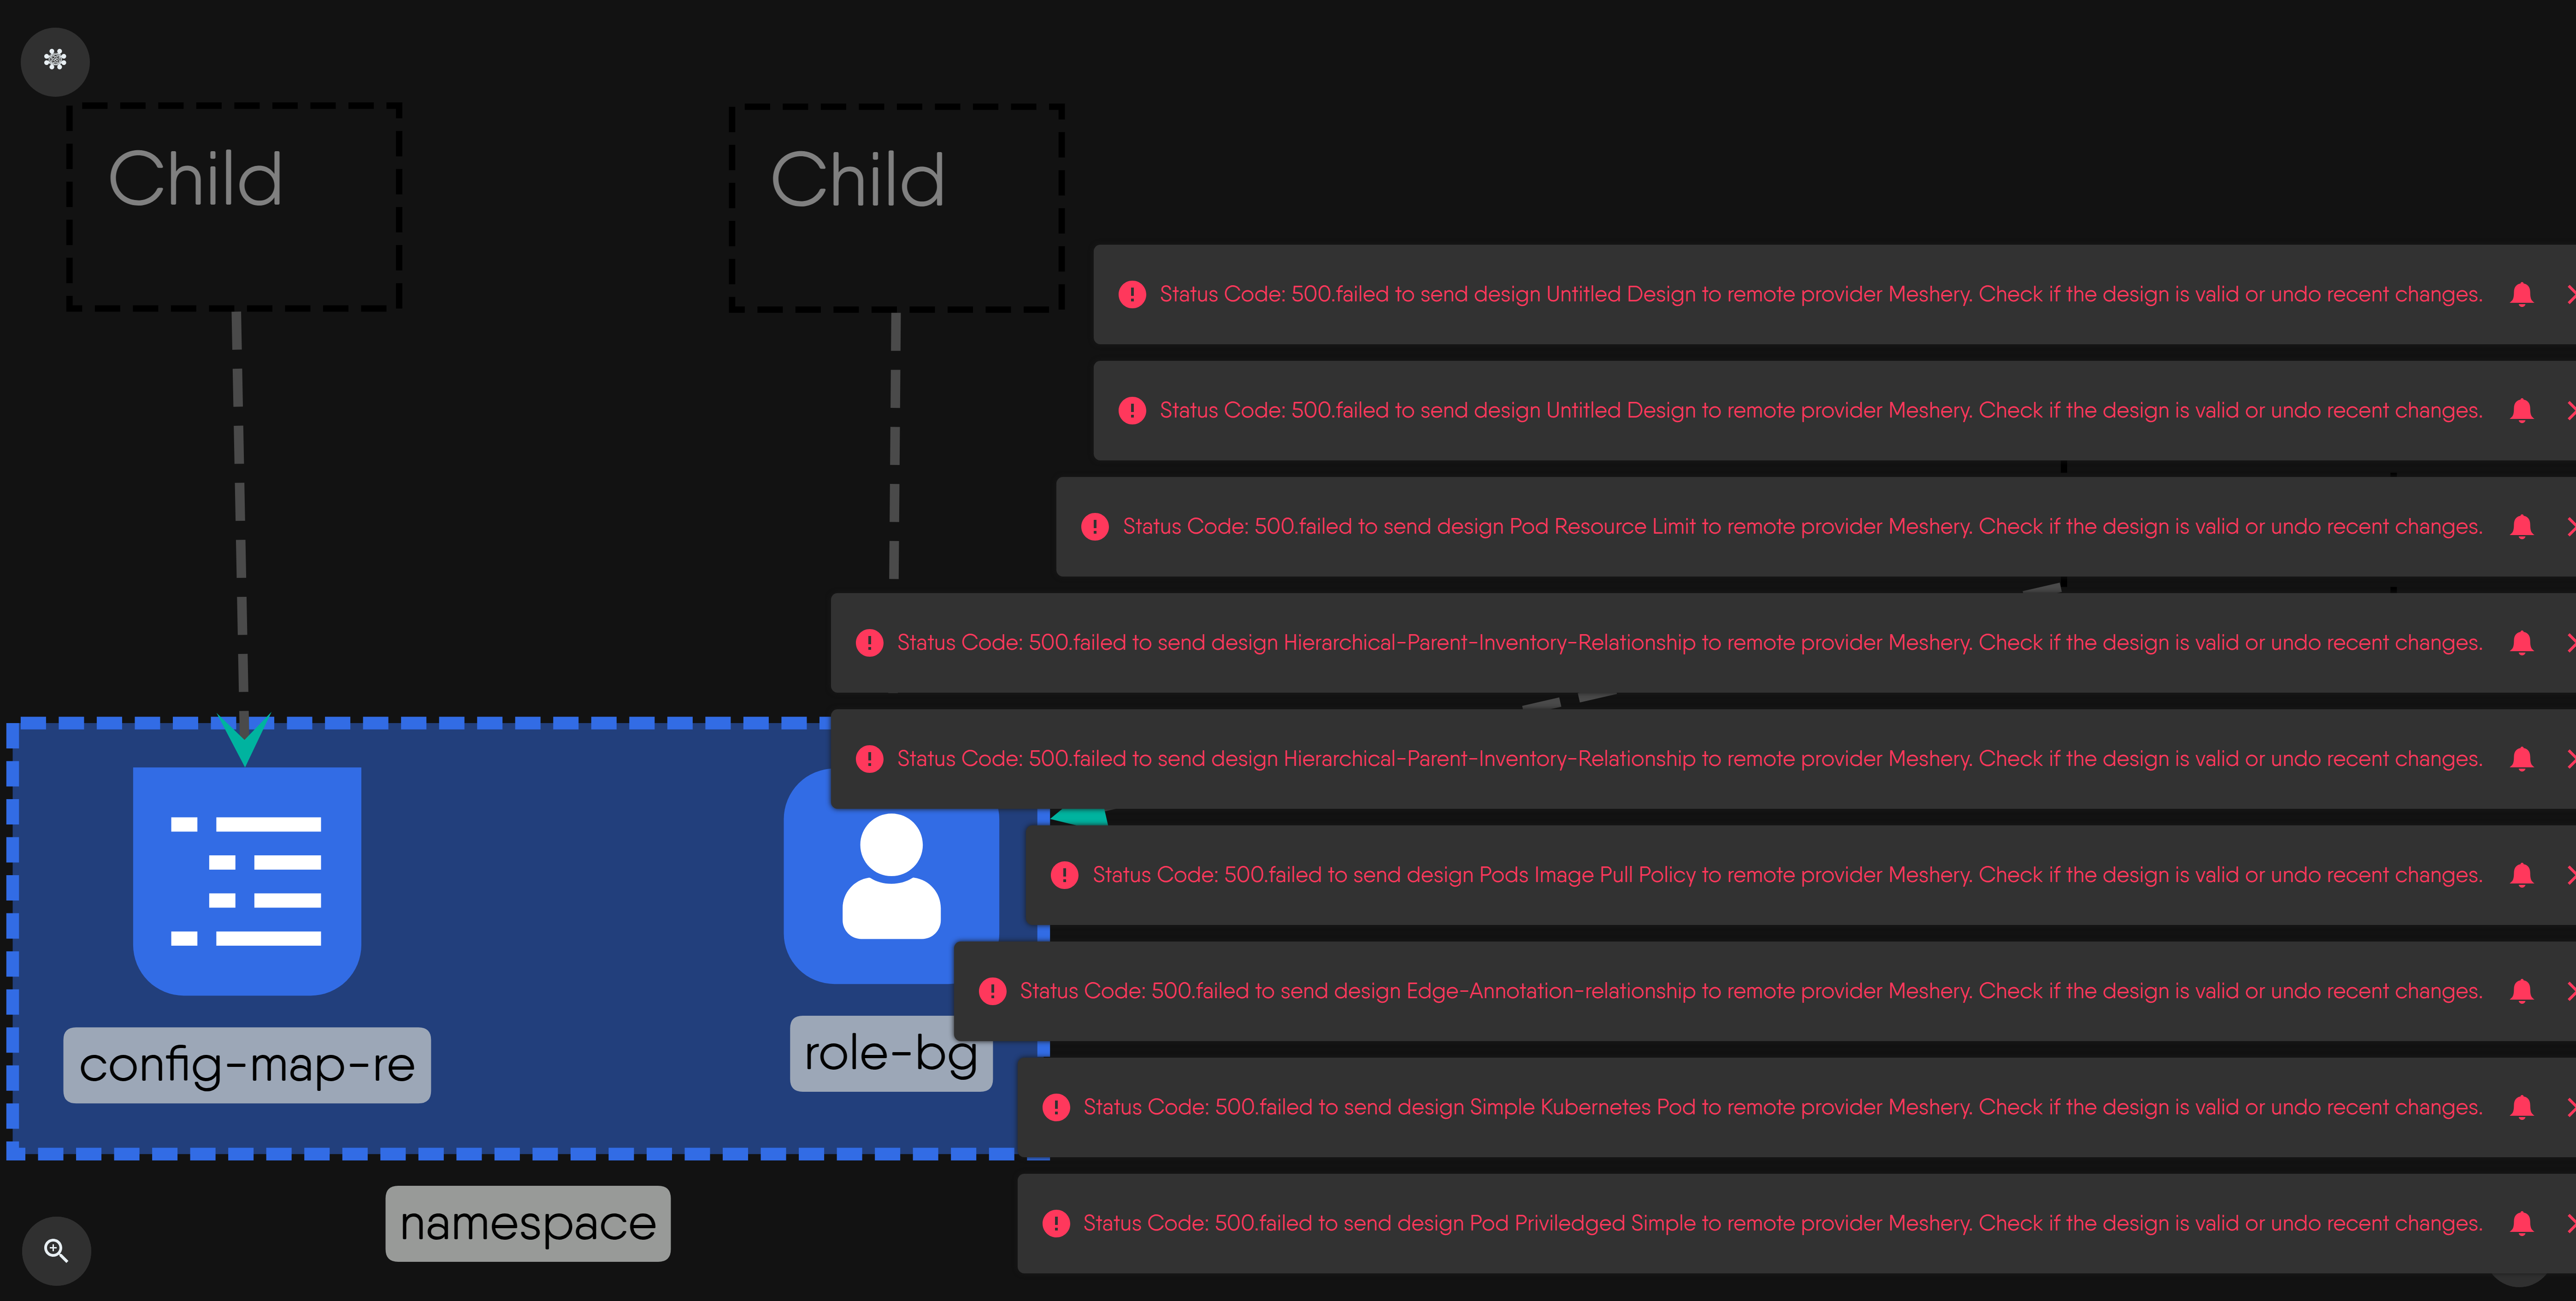 Child
Child
Status Code: 500.failed to send design Untitled Design to remote provider Meshery. Check if the design is valid or undo recent changes.
Status Code: 500.failed to send design Untitled Design to remote provider Meshery. Check if the design is valid or undo recent changes.
Status Code: 500.failed to send design Pod Resource Limit to remote provider Meshery. Check if the design is valid or undo recent changes.
Status Code: 500.failed to send design Hierarchical-Parent-Inventory-Relationship to remote provider Meshery. Check if the design is valid or undo recent changes.
Status Code: 500.failed to send design Hierarchical-Parent-Inventory-Relationship to remote provider Meshery. Check if the design is valid or undo recent changes.
Status Code: 500.failed to send design Pods Image Pull Policy to remote provider Meshery. Check if the design is valid or undo recent changes.
Status Code: 500.failed to send design Edge-Annotation-relationship to remote provider Meshery. Check if the design is valid or undo recent changes.
config-map-re
role-bg
Status Code: 500.failed to send design Simple Kubernetes Pod to remote provider Meshery. Check if the design is valid or undo recent changes.
namespace
Status Code: 500.failed to send design Pod Priviledged Simple to remote provider Meshery. Check if the design is valid or undo recent changes.